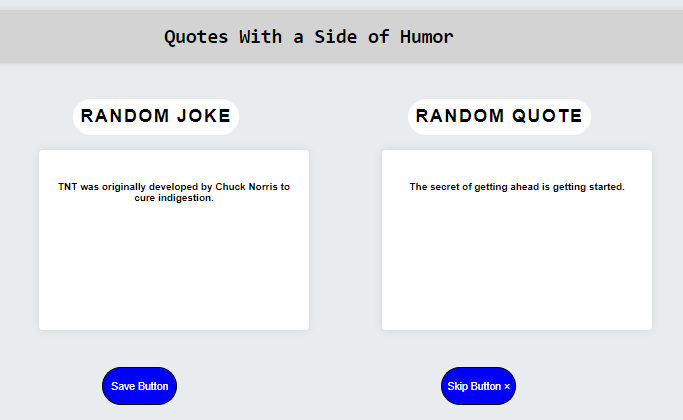 Quotes With a Side of Humor
RANDOM JOKE
TNT was originally developed by Chuck Norris to
cure indigestion.
Save Button
RANDOM QUOTE
The secret of getting ahead is getting started.
Skip Button ×